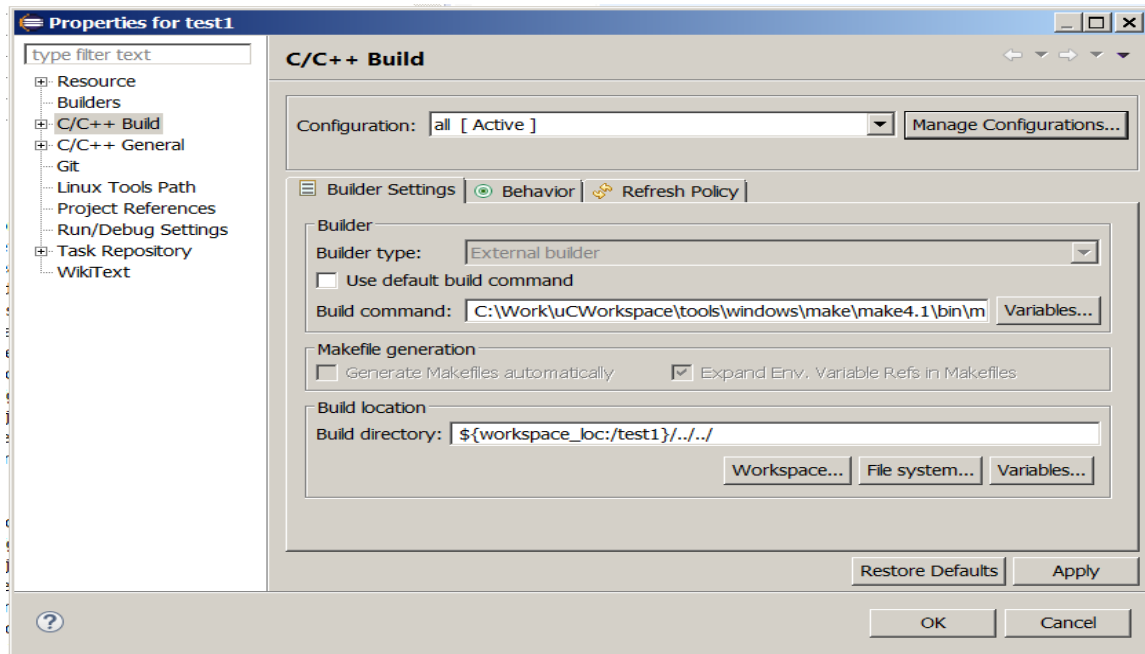 Properties for test1
type filter text
Resource
Builders
C/C++ Build
C/C++ General
Git
Linux Tools Path
Project References
Run/Debug Settings
Task Repository
WikiText
C/C++ Build
Configuration: all [ Active ] Manage Configurations...
Builder Settings Behavior Refresh Policy
Builder
Builder type: External builder
Use default build command
Build command: C:\Work\uCWorkspace\tools\windows\make\make4.1\bin\m Variables...
Makefile generation
Generate Makefiles automatically Expand Env. Variable Refs in Makefiles
Build location
Build directory: ${workspace_loc:/test1}/../../
Workspace... File system... Variables...
Restore Defaults Apply
OK Cancel